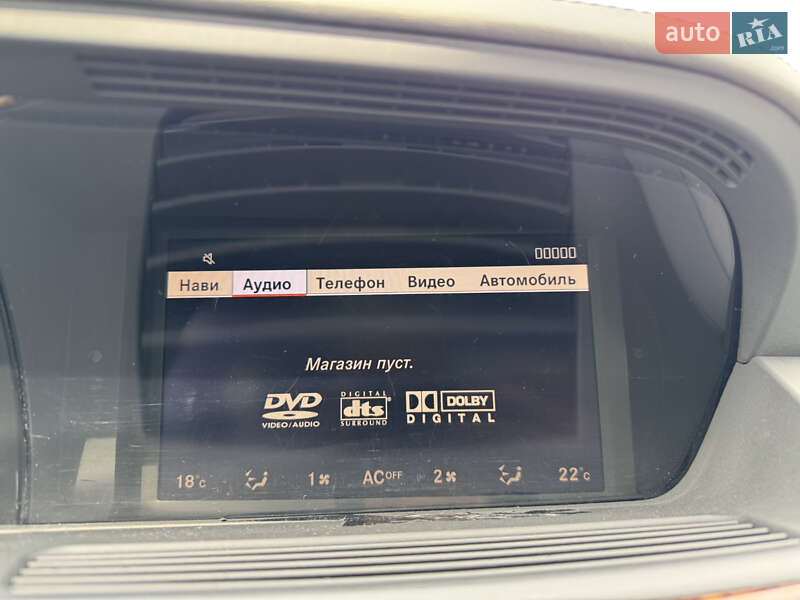 auto RIA
.com
Нави Аудио Телефон Видео Автомобиль
Магазин пуст.
DVD
VIDEO/AUDIO
DIGITAL
dts®
SURROUND
DOLBY
DIGITAL
18°C 1 AC OFF 2 22°C